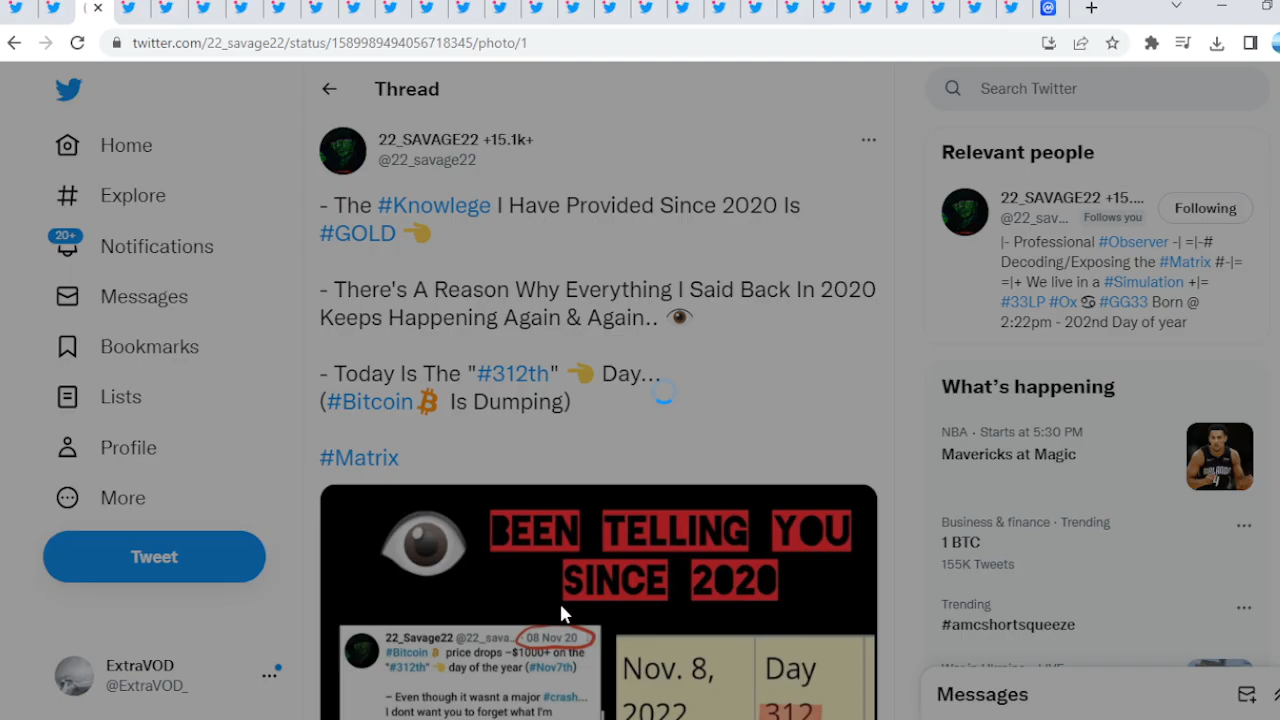 twitter.com/22_savage22/status/1589989494056718345/photo/1
Home
Explore
20+
Notifications
Messages
Bookmarks
Lists
Profile
More
Tweet
ExtraVOD
@ExtraVOD_
Thread
22_SAVAGE22 +15.1k+
@22_savage22
- The #Knowlege I Have Provided Since 2020 Is
#GOLD
- There's A Reason Why Everything I Said Back In 2020
Keeps Happening Again & Again..
- Today Is The "#312th" Day...
(#Bitcoin Is Dumping)
#Matrix
BEEN TELLING YOU
SINCE 2020
22_Savage22 @22_sava... · 08 Nov 20
#Bitcoin price drops ~$1000+ on the
"#312th" day of the year (#Nov7th)
~ Even though it wasnt a major #crash...
I dont want you to forget what I'm
Nov. 8, Day
2022 312
Search Twitter
Relevant people
22_SAVAGE22 +15....
@22_sav... Follows you
Following
|- Professional #Observer -| =|-#
Decoding/Exposing the #Matrix #-|=
=|+ We live in a #Simulation +|=
#33LP #Ox ♋ #GG33 Born @
2:22pm - 202nd Day of year
What's happening
NBA · Starts at 5:30 PM
Mavericks at Magic
Business & finance · Trending
1 BTC
155K Tweets
Trending
#amcshortsqueeze
Messages